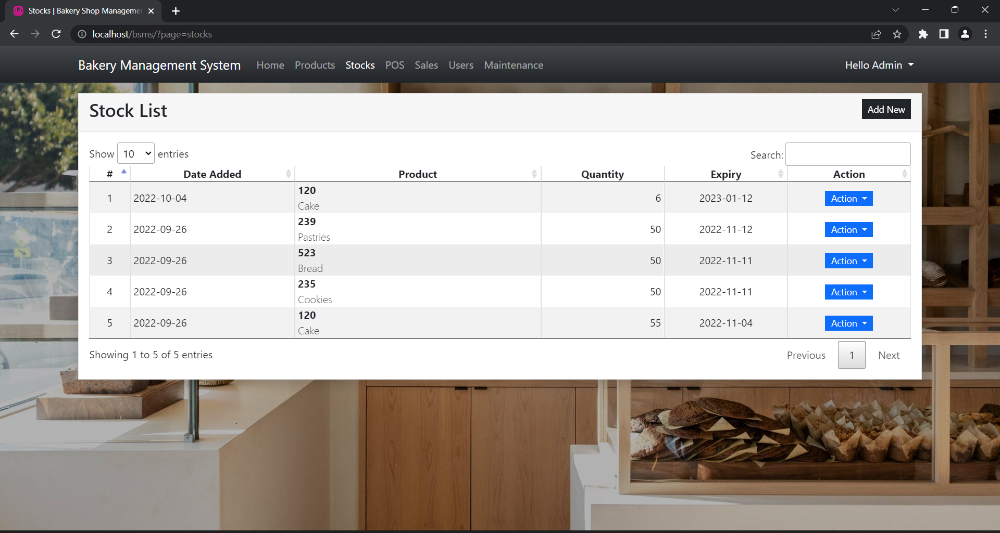 Stocks | Bakery Shop Manageme
localhost/bsms/?page=stocks
Bakery Management System Home Products Stocks POS Sales Users Maintenance Hello Admin
Stock List Add New
Show 10 entries Search:
# Date Added Product Quantity Expiry Action
1 2022-10-04 120 Cake 6 2023-01-12 Action
2 2022-09-26 239 Pastries 50 2022-11-12 Action
3 2022-09-26 523 Bread 50 2022-11-11 Action
4 2022-09-26 235 Cookies 50 2022-11-11 Action
5 2022-09-26 120 Cake 55 2022-11-04 Action
Showing 1 to 5 of 5 entries Previous 1 Next